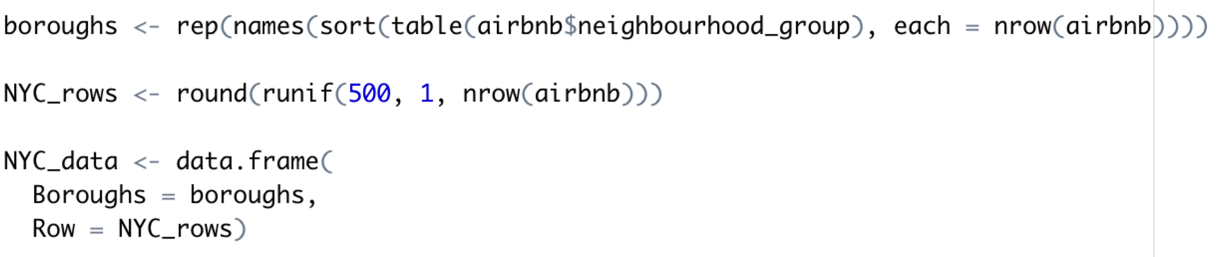 boroughs <- rep(names(sort(table(airbnb$neighbourhood_group), each = nrow(airbnb))))
NYC_rows <- round(runif(500, 1, nrow(airbnb)))
NYC_data <- data.frame(
  Boroughs = boroughs,
  Row = NYC_rows)